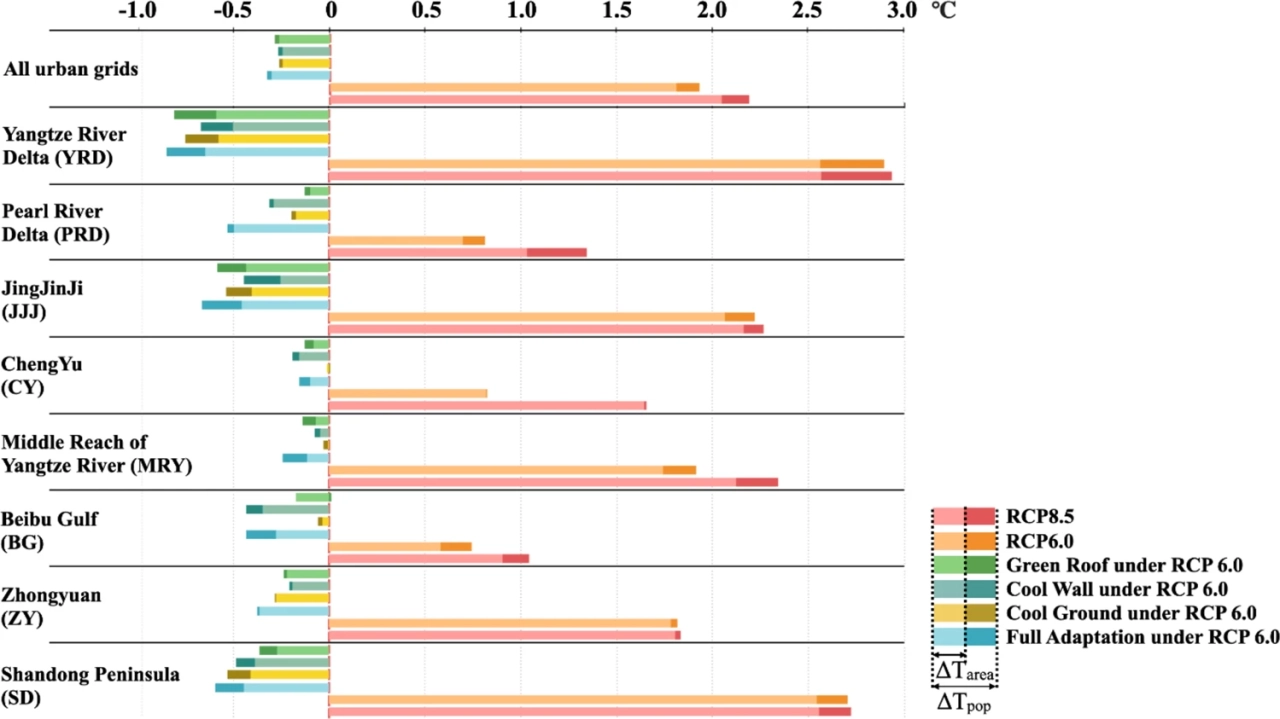 -1.0 -0.5 0 0.5 1.0 1.5 2.0 2.5 3.0 °C
All urban grids
Yangtze River
Delta (YRD)
Pearl River
Delta (PRD)
JingJinJi
(JJJ)
ChengYu
(CY)
Middle Reach of
Yangtze River (MRY)
Beibu Gulf
(BG)
Zhongyuan
(ZY)
Shandong Peninsula
(SD)
RCP8.5
RCP6.0
Green Roof under RCP 6.0
Cool Wall under RCP 6.0
Cool Ground under RCP 6.0
Full Adaptation under RCP 6.0
ΔTarea
ΔTpop